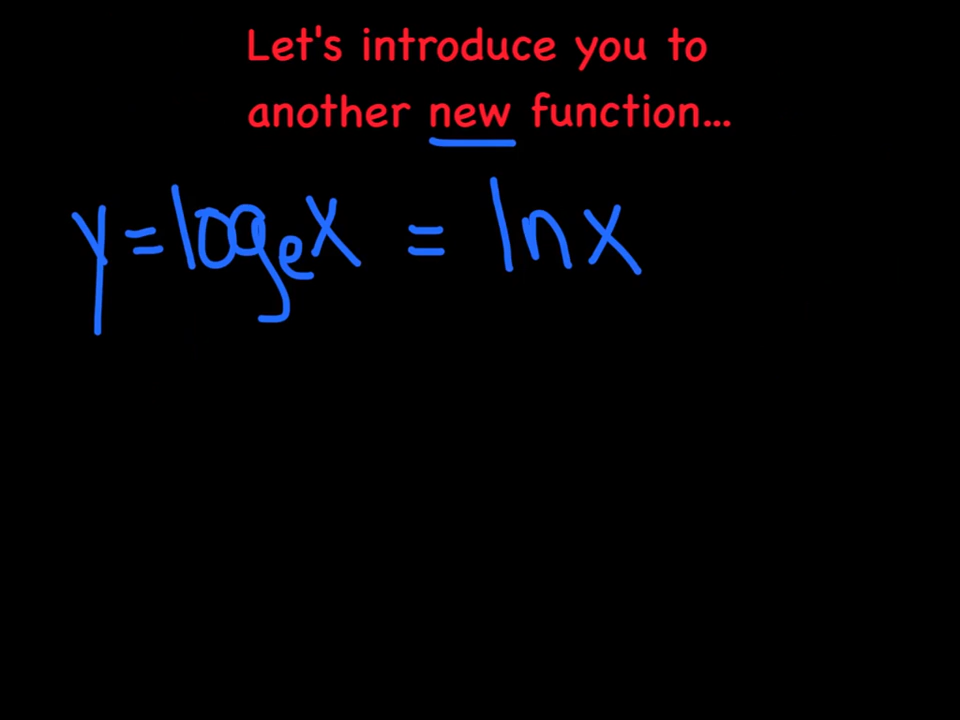 Let's introduce you to
another new function...
y = logₑx = ln x